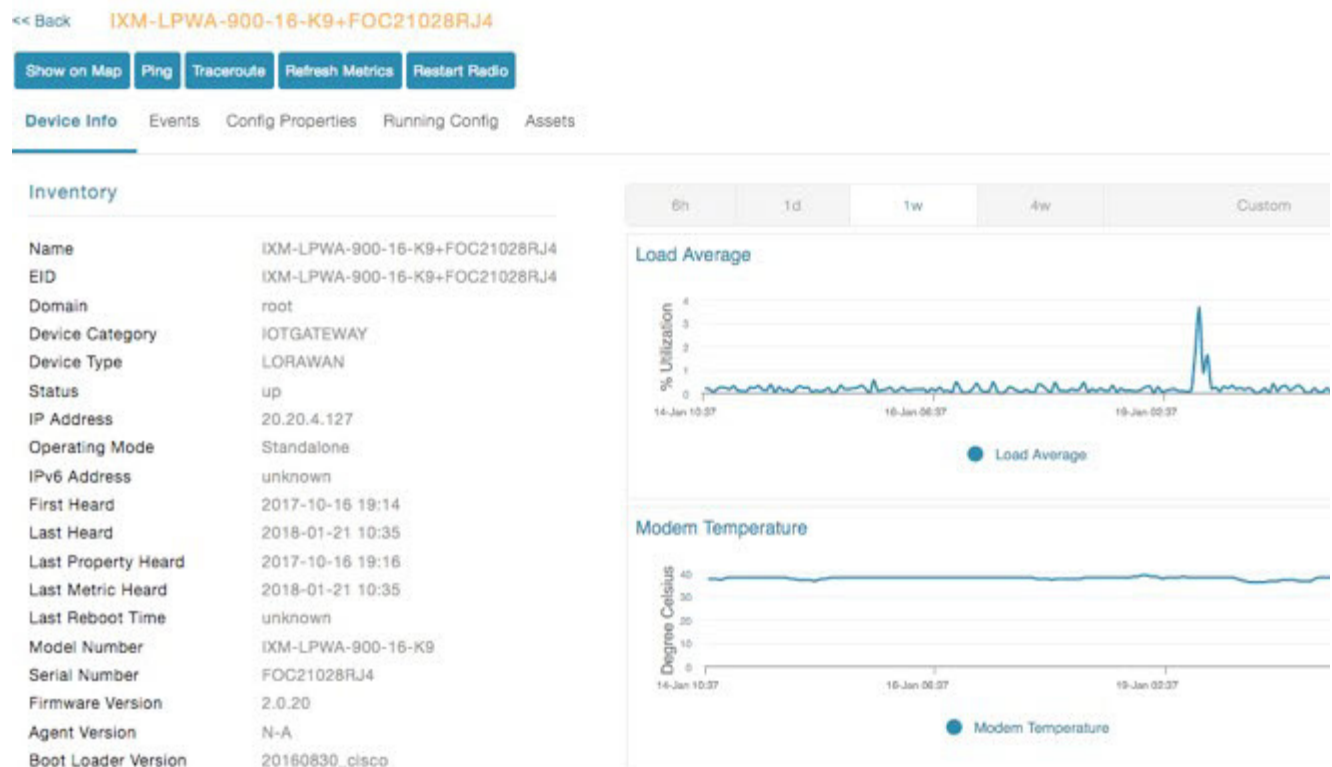 << Back IXM-LPWA-900-16-K9+FOC21028RJ4
Show on Map Ping Traceroute Refresh Metrics Restart Radio
Device Info Events Config Properties Running Config Assets
Inventory
Name IXM-LPWA-900-16-K9+FOC21028RJ4
EID IXM-LPWA-900-16-K9+FOC21028RJ4
Domain root
Device Category IOTGATEWAY
Device Type LORAWAN
Status up
IP Address 20.20.4.127
Operating Mode Standalone
IPv6 Address unknown
First Heard 2017-10-16 19:14
Last Heard 2018-01-21 10:35
Last Property Heard 2017-10-16 19:16
Last Metric Heard 2018-01-21 10:35
Last Reboot Time unknown
Model Number IXM-LPWA-900-16-K9
Serial Number FOC21028RJ4
Firmware Version 2.0.20
Agent Version N-A
Boot Loader Version 20160830_cisco
6h 1d 1w 4w Custom
Load Average
% Utilization
4
3
2
1
0
14-Jan 10:37 16-Jan 06:37 19-Jan 02:37
Load Average
Modem Temperature
Degree Celsius
40
30
20
10
0
14-Jan 10:37 16-Jan 06:37 19-Jan 02:37
Modem Temperature